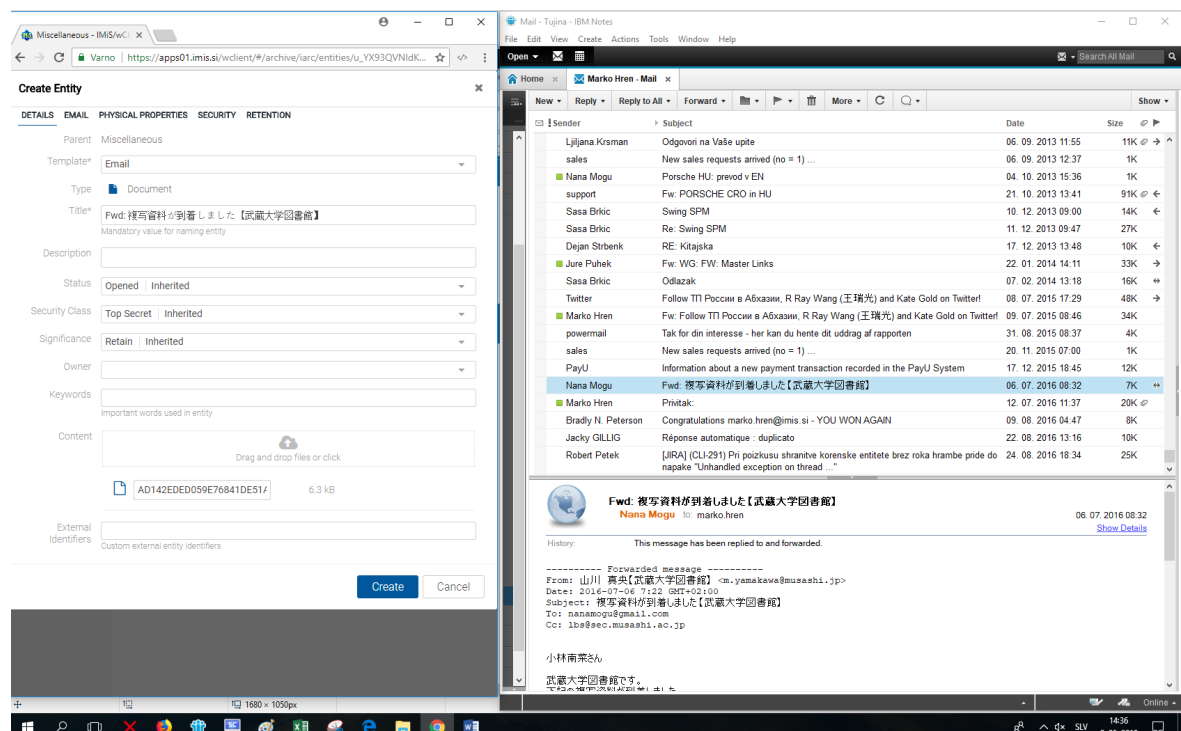 Miscellaneous - IMiS/wCl
Varno | https://apps01.imis.si/wclient/#/archive/iarc/entities/u_YX93QVNIdK...
Create Entity
DETAILS EMAIL PHYSICAL PROPERTIES SECURITY RETENTION
Parent Miscellaneous
Template* Email
Type Document
Title* Fwd: 複写資料が到着しました【武蔵大学図書館】
Mandatory value for naming entity
Description
Status Opened Inherited
Security Class Top Secret Inherited
Significance Retain Inherited
Owner
Keywords
Important words used in entity
Content
Drag and drop files or click
AD142EDED059E76841DE51/ 6.3 kB
External
Identifiers
Custom external entity identifiers
Create Cancel
1680 × 1050px
Mail - Tujina - IBM Notes
File Edit View Create Actions Tools Window Help
Open Search All Mail
Home Marko Hren - Mail
New Reply Reply to All Forward More Show
! Sender Subject Date Size
Ljiljana.Krsman Odgovori na Vaše upite 06. 09. 2013 11:55 11K
sales New sales requests arrived (no = 1) ... 06. 09. 2013 12:37 1K
Nana Mogu Porsche HU: prevod v EN 04. 10. 2013 15:36 1K
support Fw: PORSCHE CRO in HU 21. 10. 2013 13:41 91K
Sasa Brkic Swing SPM 10. 12. 2013 09:00 14K
Sasa Brkic Re: Swing SPM 11. 12. 2013 09:47 27K
Dejan Strbenk RE: Kitajska 17. 12. 2013 13:48 10K
Jure Puhek Fw: WG: FW: Master Links 22. 01. 2014 14:11 33K
Sasa Brkic Odlazak 07. 02. 2014 13:18 16K
Twitter Follow ТП России в Абхазии, R Ray Wang (王瑞光) and Kate Gold on Twitter! 08. 07. 2015 17:29 48K
Marko Hren Fw: Follow ТП России в Абхазии, R Ray Wang (王瑞光) and Kate Gold on Twitter! 09. 07. 2015 08:46 34K
powermail Tak for din interesse - her kan du hente dit uddrag af rapporten 31. 08. 2015 08:37 4K
sales New sales requests arrived (no = 1) ... 20. 11. 2015 07:00 1K
PayU Information about a new payment transaction recorded in the PayU System 17. 12. 2015 18:45 12K
Nana Mogu Fwd: 複写資料が到着しました【武蔵大学図書館】 06. 07. 2016 08:32 7K
Marko Hren Privitak: 12. 07. 2016 11:37 20K
Bradly N. Peterson Congratulations marko.hren@imis.si - YOU WON AGAIN 09. 08. 2016 04:47 8K
Jacky GILLIG Réponse automatique : duplicato 22. 08. 2016 13:16 10K
Robert Petek [JIRA] (CLI-291) Pri poizkusu shranitve korenske entitete brez roka hrambe pride do 24. 08. 2016 18:34 25K
napake "Unhandled exception on thread ..."
Fwd: 複写資料が到着しました【武蔵大学図書館】
Nana Mogu to: marko.hren 06. 07. 2016 08:32
Show Details
History: This message has been replied to and forwarded.
---------- Forwarded message ----------
From: 山川 真央【武蔵大学図書館】 <m.yamakawa@musashi.jp>
Date: 2016-07-06 7:22 GMT+02:00
Subject: 複写資料が到着しました【武蔵大学図書館】
To: nanamogu@gmail.com
Cc: lbs@sec.musashi.ac.jp
小林南菜さん
武蔵大学図書館です。
下記の複写資料が到着しました
Online
SLV 14:36